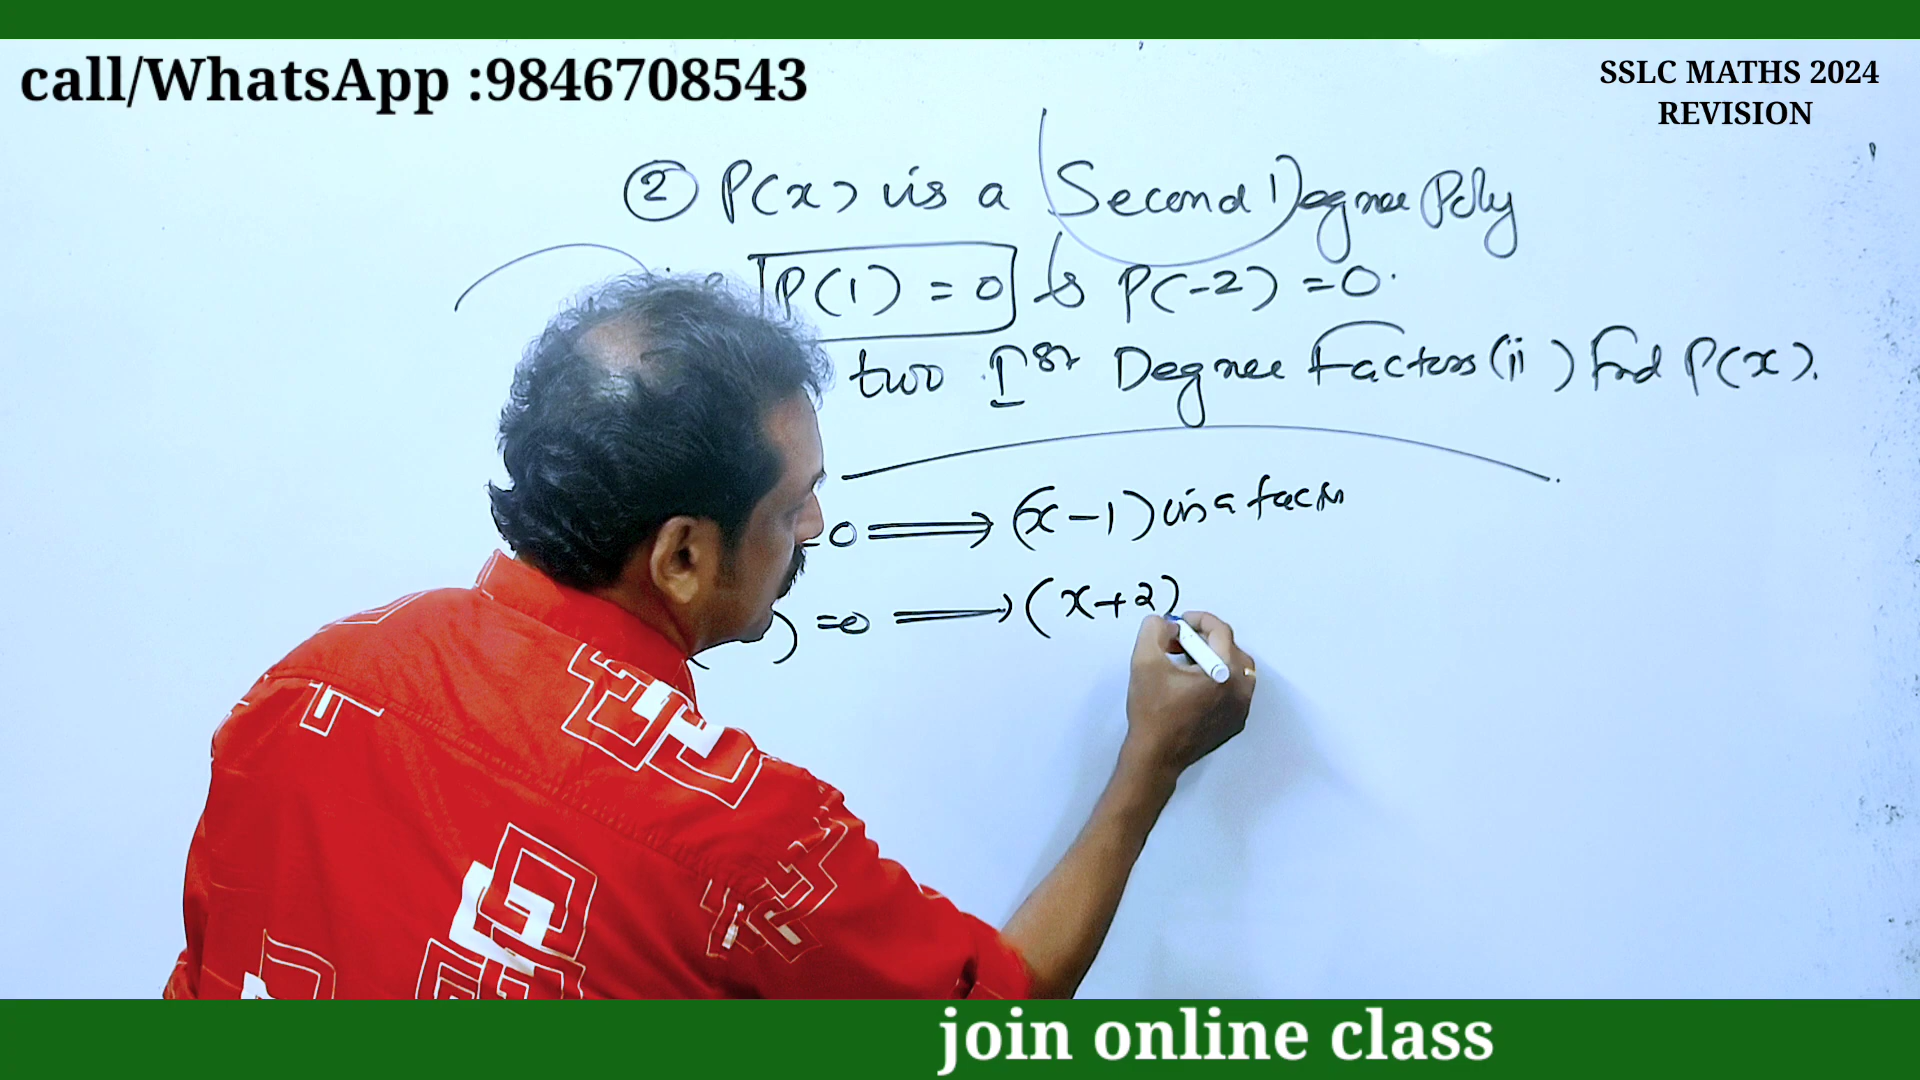 call/WhatsApp :9846708543
SSLC MATHS 2024
REVISION
② P(x) is a Second Degree Poly
P(1) = 0 & P(-2) = 0.
two Ist Degree Factors (ii) Find P(x).
=0 ⟹ (x-1) is a factor
) =0 ⟹ (x+2)
join online class